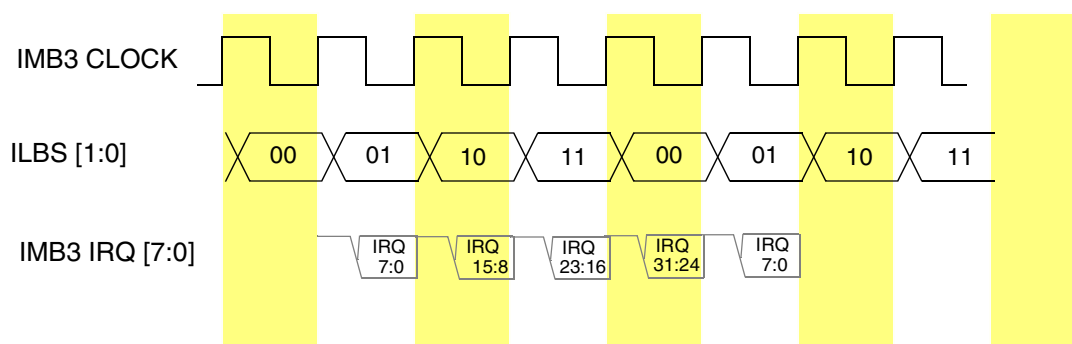 IMB3 CLOCK
ILBS [1:0]
00 01 10 11 00 01 10 11
IMB3 IRQ [7:0]
IRQ 7:0
IRQ 15:8
IRQ 23:16
IRQ 31:24
IRQ 7:0